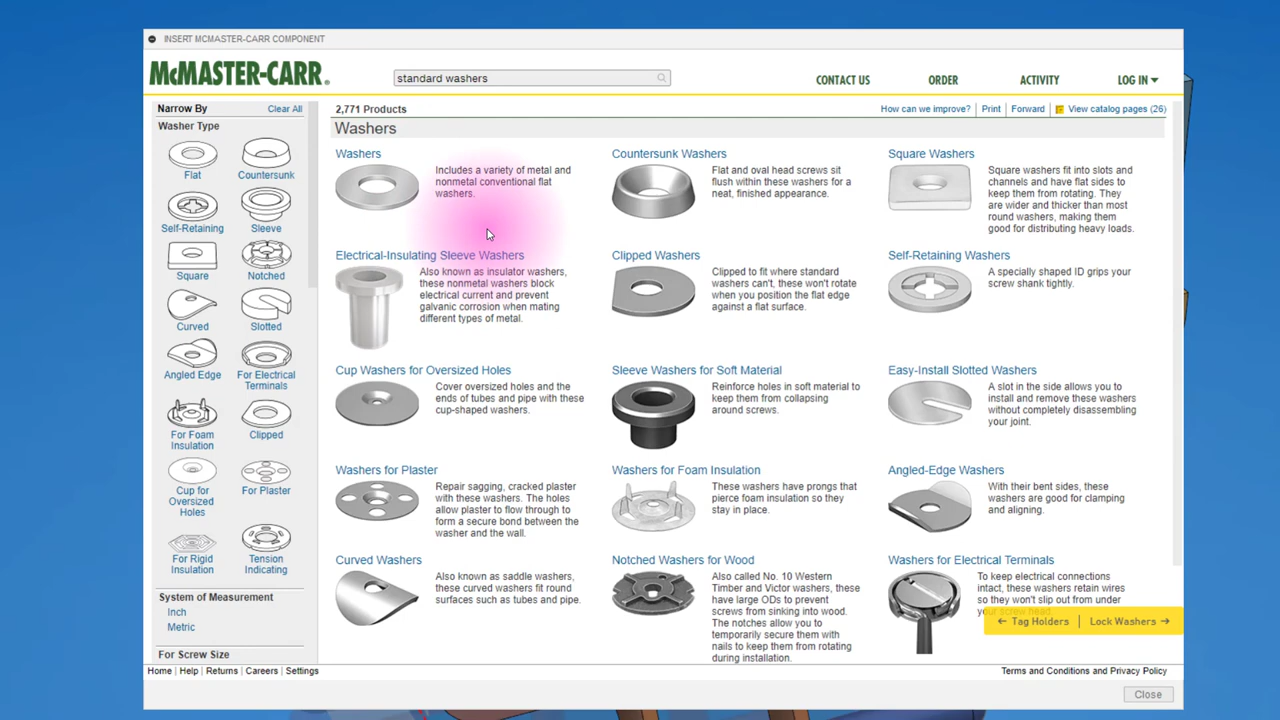 INSERT MCMASTER-CARR COMPONENT
McMASTER-CARR®
standard washers
CONTACT US
ORDER
ACTIVITY
LOG IN
Narrow By
Clear All
Washer Type
Flat
Countersunk
Self-Retaining
Sleeve
Square
Notched
Curved
Slotted
Angled Edge
For Electrical
Terminals
For Foam
Insulation
Clipped
Cup for
Oversized
Holes
For Plaster
For Rigid
Insulation
Tension
Indicating
System of Measurement
Inch
Metric
For Screw Size
2,771 Products
How can we improve?
Print
Forward
View catalog pages (26)
Washers
Washers
Includes a variety of metal and
nonmetal conventional flat
washers.
Countersunk Washers
Flat and oval head screws sit
flush within these washers for a
neat, finished appearance.
Square Washers
Square washers fit into slots and
channels and have flat sides to
keep them from rotating. They
are wider and thicker than most
round washers, making them
good for distributing heavy loads.
Electrical-Insulating Sleeve Washers
Also known as insulator washers,
these nonmetal washers block
electrical current and prevent
galvanic corrosion when mating
different types of metal.
Clipped Washers
Clipped to fit where standard
washers can't, these won't rotate
when you position the flat edge
against a flat surface.
Self-Retaining Washers
A specially shaped ID grips your
screw shank tightly.
Cup Washers for Oversized Holes
Cover oversized holes and the
ends of tubes and pipe with these
cup-shaped washers.
Sleeve Washers for Soft Material
Reinforce holes in soft material to
keep them from collapsing
around screws.
Easy-Install Slotted Washers
A slot in the side allows you to
install and remove these washers
without completely disassembling
your joint.
Washers for Plaster
Repair sagging, cracked plaster
with these washers. The holes
allow plaster to flow through to
form a secure bond between the
washer and the wall.
Washers for Foam Insulation
These washers have prongs that
pierce foam insulation so they
stay in place.
Angled-Edge Washers
With their bent sides, these
washers are good for clamping
and aligning.
Curved Washers
Also known as saddle washers,
these curved washers fit round
surfaces such as tubes and pipe.
Notched Washers for Wood
Also called No. 10 Western
Timber and Victor washers, these
have large ODs to prevent
screws from sinking into wood.
The notches allow you to
temporarily secure them with
nails to keep them from rotating
during installation.
Washers for Electrical Terminals
To keep electrical connections
intact, these washers retain wires
so they won't slip out from under
your screw head.
← Tag Holders | Lock Washers →
Home | Help | Returns | Careers | Settings
Terms and Conditions and Privacy Policy
Close